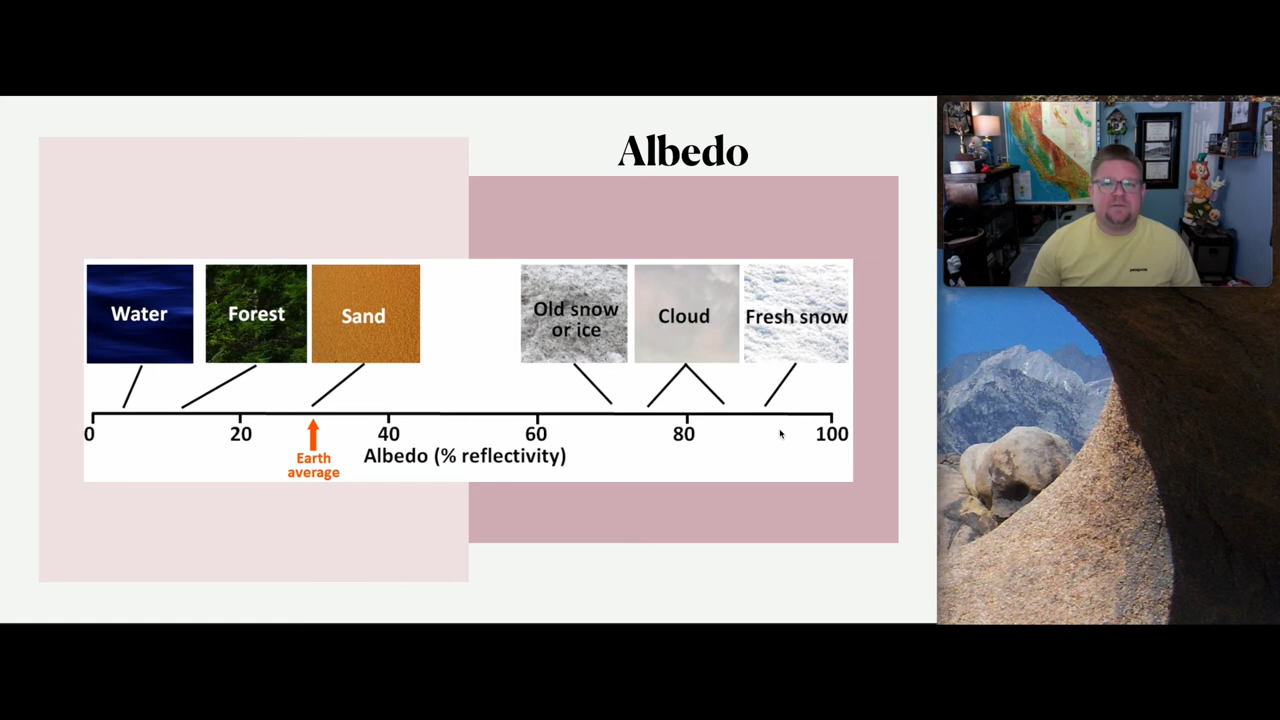 Albedo
Water
Forest
Sand
Old snow
or ice
Cloud
Fresh snow
0
20
40
60
80
100
Earth
average
Albedo (% reflectivity)
patagonia